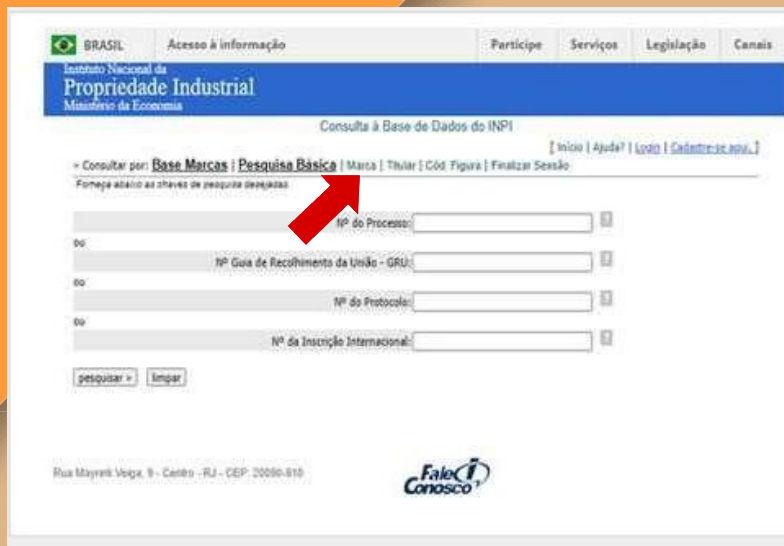 BRASIL Acesso à informação Participe Serviços Legislação Canais
Instituto Nacional da
Propriedade Industrial
Ministério da Economia
Consulta à Base de Dados do INPI
[ Início | Ajuda? | Login | Cadastre-se aqui. ]
» Consultar por: Base Marcas | Pesquisa Básica | Marca | Titular | Cód. Figura | Finalizar Sessão
Forneça abaixo as chaves de pesquisa desejadas.
Nº do Processo:
ou
Nº Guia de Recolhimento da União - GRU:
ou
Nº do Protocolo:
ou
Nº da Inscrição Internacional:
pesquisar » limpar
Rua Mayrink Veiga, 9 - Centro - RJ - CEP: 20090-910
Fale Conosco